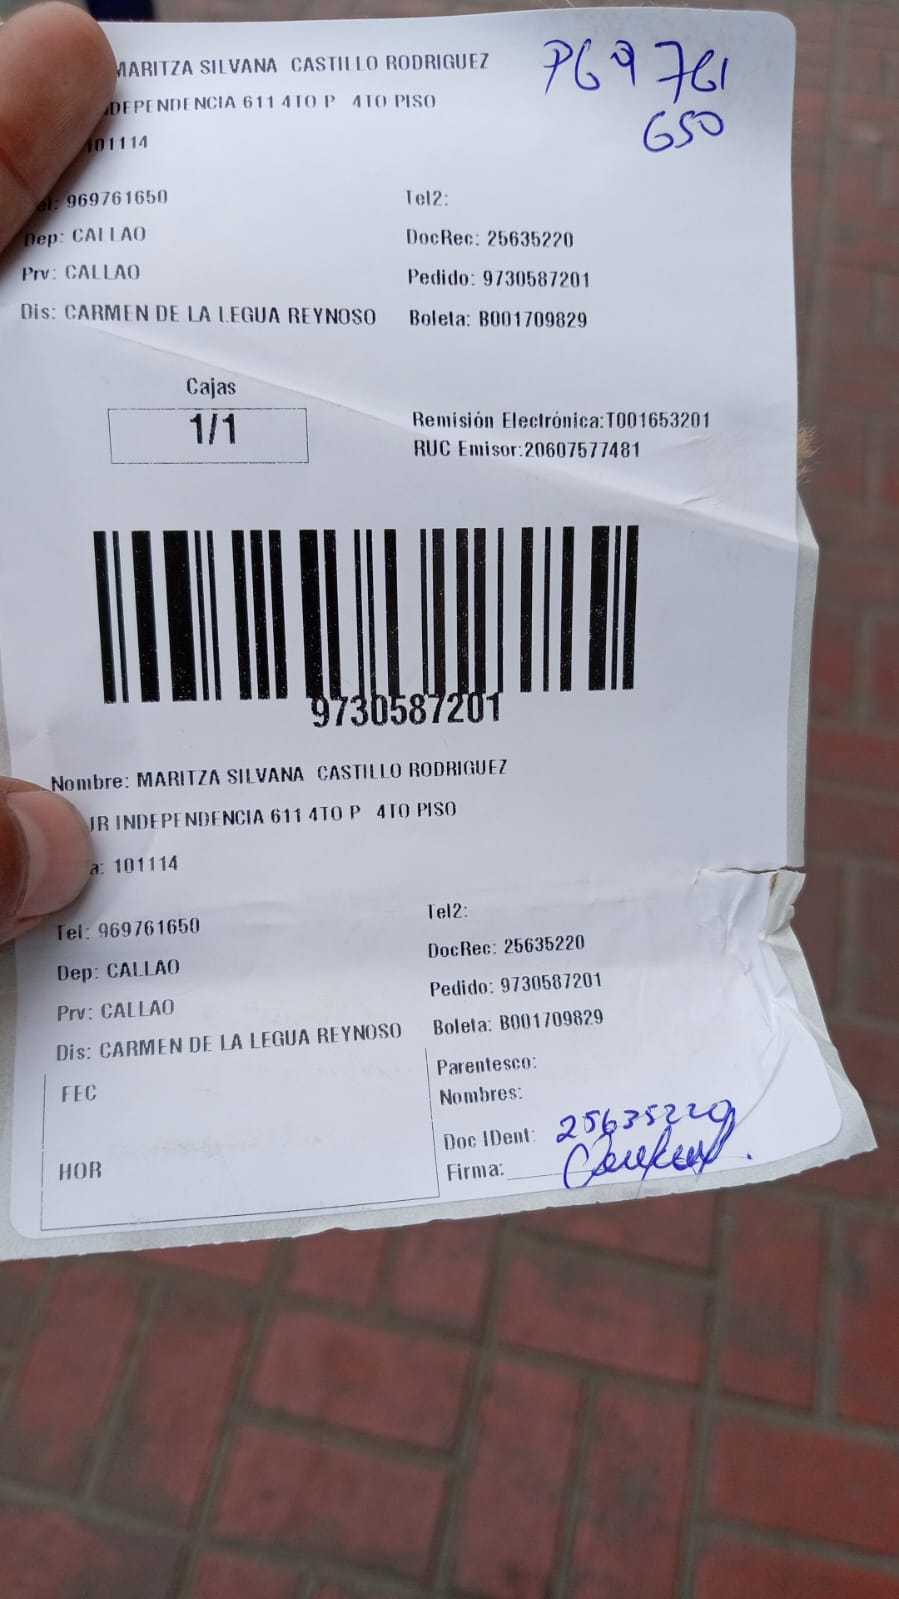 MARITZA SILVANA CASTILLO RODRIGUEZ
P69 761
650
INDEPENDENCIA 611 4TO P 4TO PISO
101114
Tel: 969761650 Tel2:
Dep: CALLAO DocRec: 25635220
Prv: CALLAO Pedido: 9730587201
Dis: CARMEN DE LA LEGUA REYNOSO Boleta: B001709829
Cajas
1/1
Remisión Electrónica:T001653201
RUC Emisor:20607577481
9730587201
Nombre: MARITZA SILVANA CASTILLO RODRIGUEZ
JR INDEPENDENCIA 611 4TO P 4TO PISO
a: 101114
Tel: 969761650 Tel2:
Dep: CALLAO DocRec: 25635220
Prv: CALLAO Pedido: 9730587201
Dis: CARMEN DE LA LEGUA REYNOSO Boleta: B001709829
FEC
Parentesco:
Nombres:
HOR
Doc IDent: 25635220
Firma: